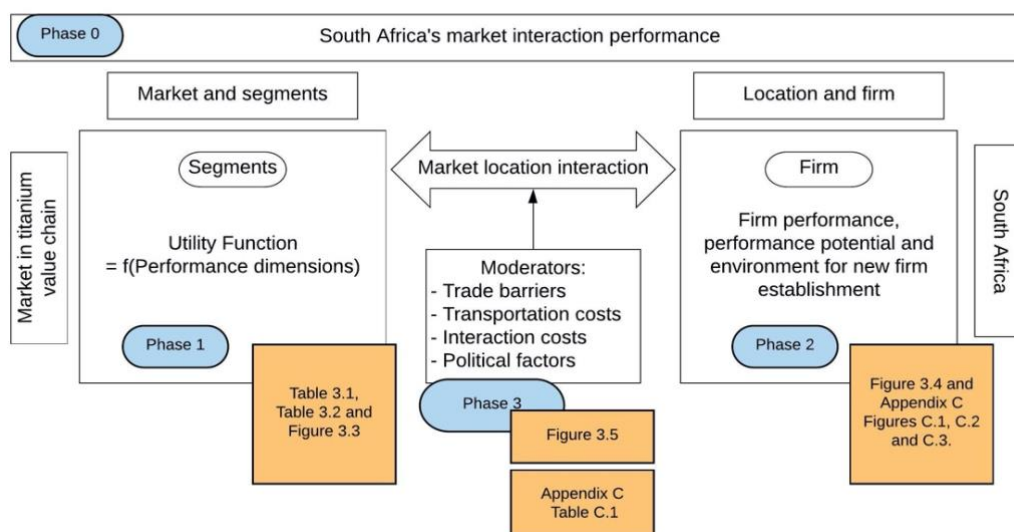 Phase 0
South Africa's market interaction performance
Market and segments
Location and firm
Market in titanium
value chain
Segments
Utility Function
= f(Performance dimensions)
Phase 1
Table 3.1,
Table 3.2 and
Figure 3.3
Market location interaction
Moderators:
- Trade barriers
- Transportation costs
- Interaction costs
- Political factors
Phase 3
Figure 3.5
Appendix C
Table C.1
Firm
Firm performance,
performance potential and
environment for new firm
establishment
Phase 2
Figure 3.4 and
Appendix C
Figures C.1, C.2
and C.3.
South Africa